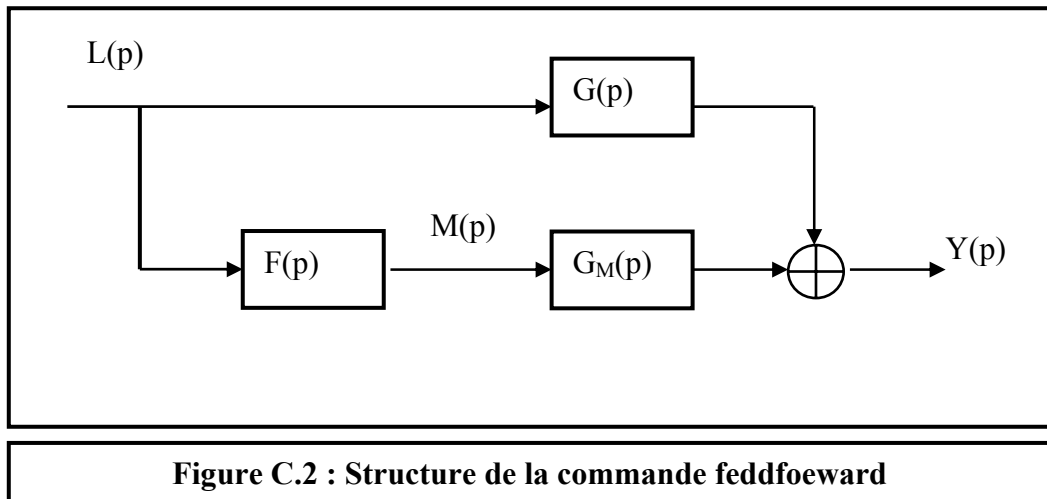 L(p)
G(p)
M(p)
F(p)
G_M(p)
Y(p)
Figure C.2 : Structure de la commande feddfoeward